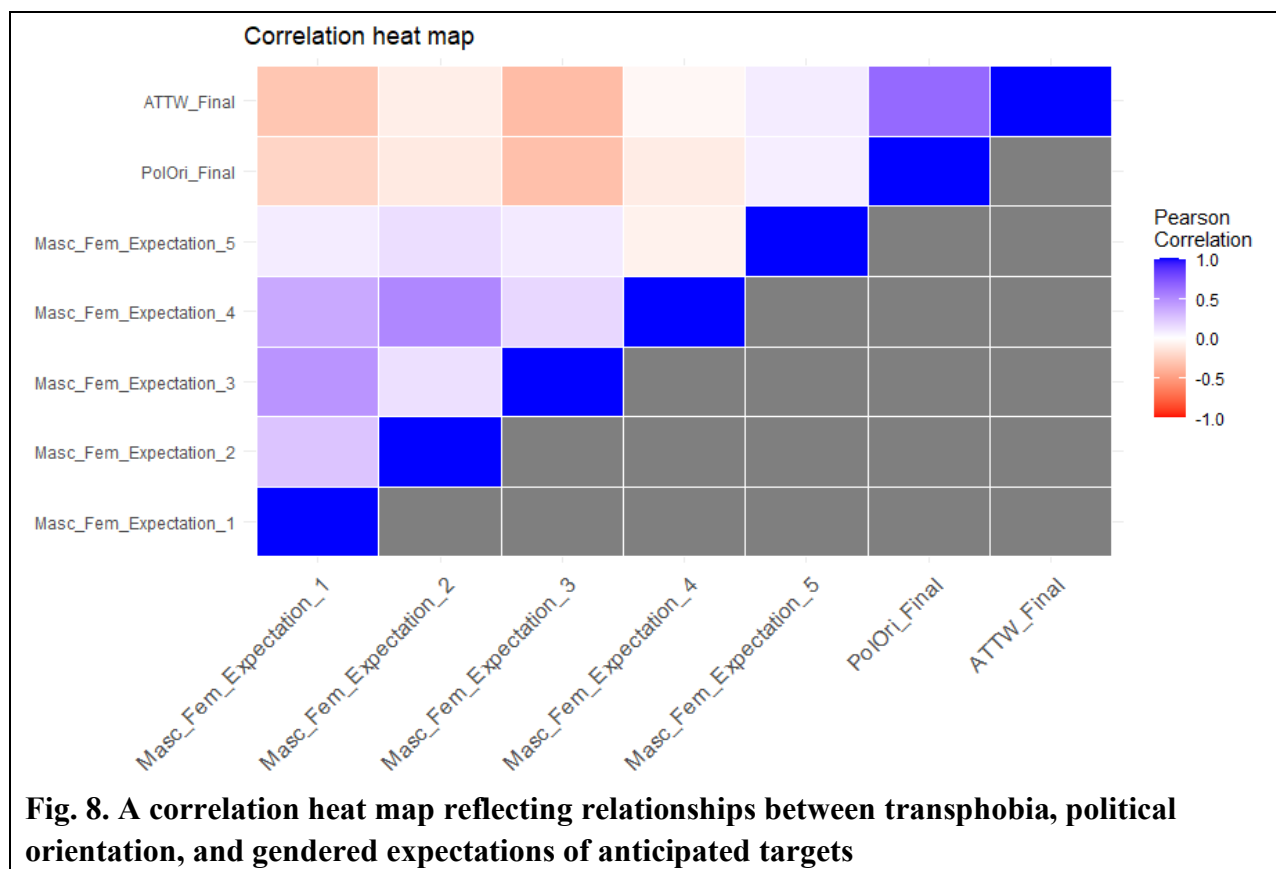 Correlation heat map
ATTW_Final
PolOri_Final
Masc_Fem_Expectation_5
Masc_Fem_Expectation_4
Masc_Fem_Expectation_3
Masc_Fem_Expectation_2
Masc_Fem_Expectation_1
Masc_Fem_Expectation_1
Masc_Fem_Expectation_2
Masc_Fem_Expectation_3
Masc_Fem_Expectation_4
Masc_Fem_Expectation_5
PolOri_Final
ATTW_Final
Pearson
Correlation
1.0
0.5
0.0
-0.5
-1.0
Fig. 8. A correlation heat map reflecting relationships between transphobia, political
orientation, and gendered expectations of anticipated targets